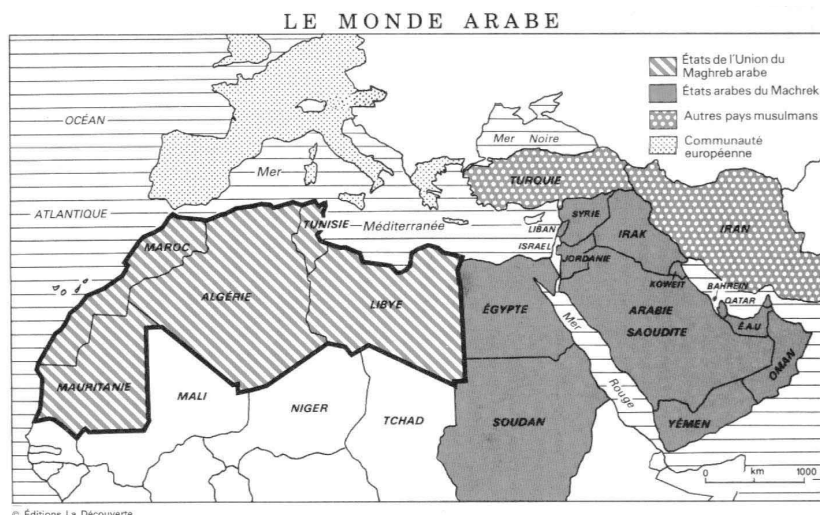 LE MONDE ARABE
États de l'Union du
Maghreb arabe
États arabes du Machrek
Autres pays musulmans
Communauté
européenne
OCÉAN
ATLANTIQUE
Mer
Méditerranée
Mer Noire
TURQUIE
TUNISIE
MAROC
ALGÉRIE
LIBYE
MAURITANIE
MALI
NIGER
TCHAD
ÉGYPTE
SOUDAN
LIBAN
SYRIE
ISRAEL
JORDANIE
IRAK
IRAN
KOWEIT
BAHREIN
QATAR
ARABIE
SAOUDITE
É.A.U
OMAN
YÉMEN
Mer
Rouge
0 km 1000
© Éditions La Découverte